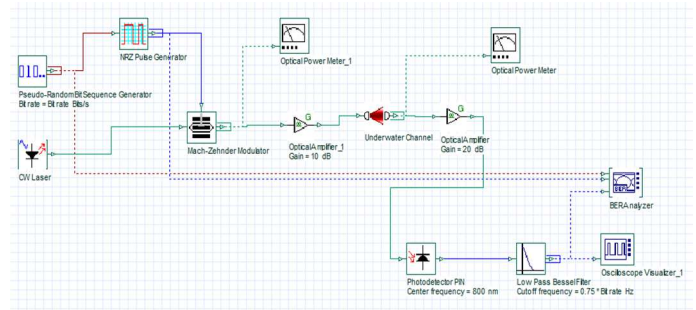 NRZ Pulse Generator
Optical Power Meter_1
Optical Power Meter
010..
Pseudo-Random Bit Sequence Generator
Bit rate = Bit rate Bits/s
Mach-Zehnder Modulator
Optical Amplifier_1
Gain = 10 dB
Underwater Channel
Optical Amplifier
Gain = 20 dB
CW Laser
BER Analyzer
Photodetector PIN
Center frequency = 800 nm
Low Pass Bessel Filter
Cutoff frequency = 0.75 * Bit rate Hz
Oscilloscope Visualizer_1